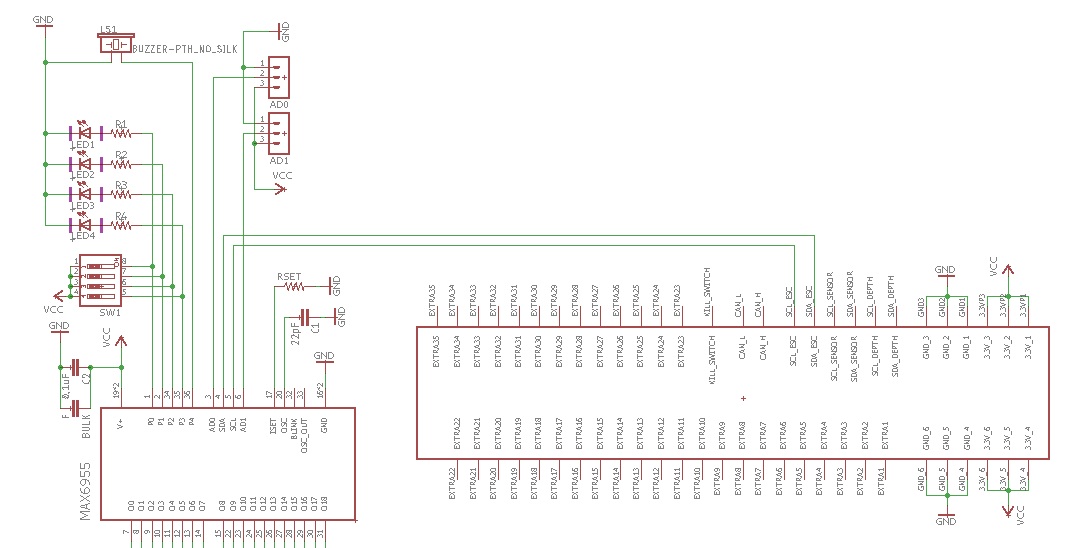 GND
LS1
BUZZER-PTH_NO_SILK
GND
1
2
3
AD0
1
2
3
AD1
VCC
R1
LED1
R2
LED2
R3
LED3
R4
LED4
1
2
3
4
ON
8
7
6
5
SW1
VCC
GND
VCC
0.1uF
C2
F
BULK
RSET
GND
22pF
C1
GND
GND
19*2
1
2
34
35
36
3
4
5
6
17
20
32
33
16*2
V+
P0
P1
P2
P3
P4
AD0
SDA
SCL
AD1
ISET
OSC
BLINK
OSC_OUT
GND
MAX6955
O0
O1
O2
O3
O4
O5
O6
O7
O8
O9
O10
O11
O12
O13
O14
O15
O16
O17
O18
7
8
9
10
11
12
13
14
15
22
23
24
25
26
27
28
29
30
31
EXTRA35
EXTRA34
EXTRA33
EXTRA32
EXTRA31
EXTRA30
EXTRA29
EXTRA28
EXTRA27
EXTRA26
EXTRA25
EXTRA24
EXTRA23
KILL_SWITCH
CAN_L
CAN_H
SCL_ESC
SDA_ESC
SCL_SENSOR
SDA_SENSOR
SCL_DEPTH
SDA_DEPTH
GND
GND3
GND2
GND1
VCC
3.3VP3
3.3VP2
3.3VP1
EXTRA35
EXTRA34
EXTRA33
EXTRA32
EXTRA31
EXTRA30
EXTRA29
EXTRA28
EXTRA27
EXTRA26
EXTRA25
EXTRA24
EXTRA23
KILL_SWITCH
CAN_L
CAN_H
SCL_ESC
SDA_ESC
SCL_SENSOR
SDA_SENSOR
SCL_DEPTH
SDA_DEPTH
GND_3
GND_2
GND_1
3.3V_3
3.3V_2
3.3V_1
EXTRA22
EXTRA21
EXTRA20
EXTRA19
EXTRA18
EXTRA17
EXTRA16
EXTRA15
EXTRA14
EXTRA13
EXTRA12
EXTRA11
EXTRA10
EXTRA9
EXTRA8
EXTRA7
EXTRA6
EXTRA5
EXTRA4
EXTRA3
EXTRA2
EXTRA1
GND_6
GND_5
GND_4
3.3V_6
3.3V_5
3.3V_4
EXTRA22
EXTRA21
EXTRA20
EXTRA19
EXTRA18
EXTRA17
EXTRA16
EXTRA15
EXTRA14
EXTRA13
EXTRA12
EXTRA11
EXTRA10
EXTRA9
EXTRA8
EXTRA7
EXTRA6
EXTRA5
EXTRA4
EXTRA3
EXTRA2
EXTRA1
GND_6
GND_5
GND_4
3.3V_6
3.3V_5
3.3V_4
GND
VCC